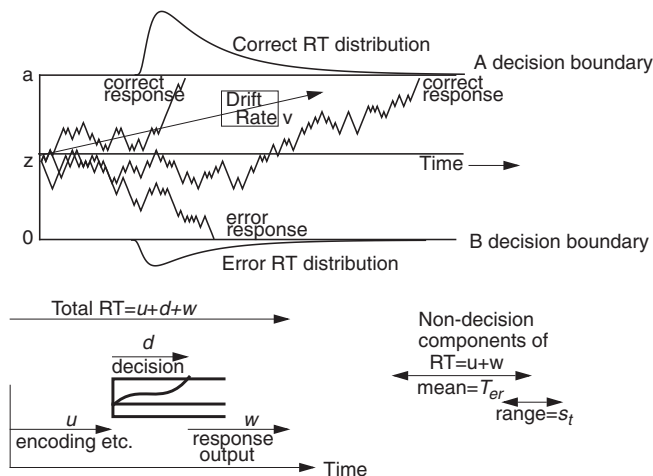 Correct RT distribution
a
A decision boundary
correct
response
correct
response
Drift
Rate v
z
Time
error
response
0
B decision boundary
Error RT distribution
Total RT=u+d+w
d
decision
u
encoding etc.
w
response
output
Time
Non-decision
components of
RT=u+w
mean=Ter
range=st